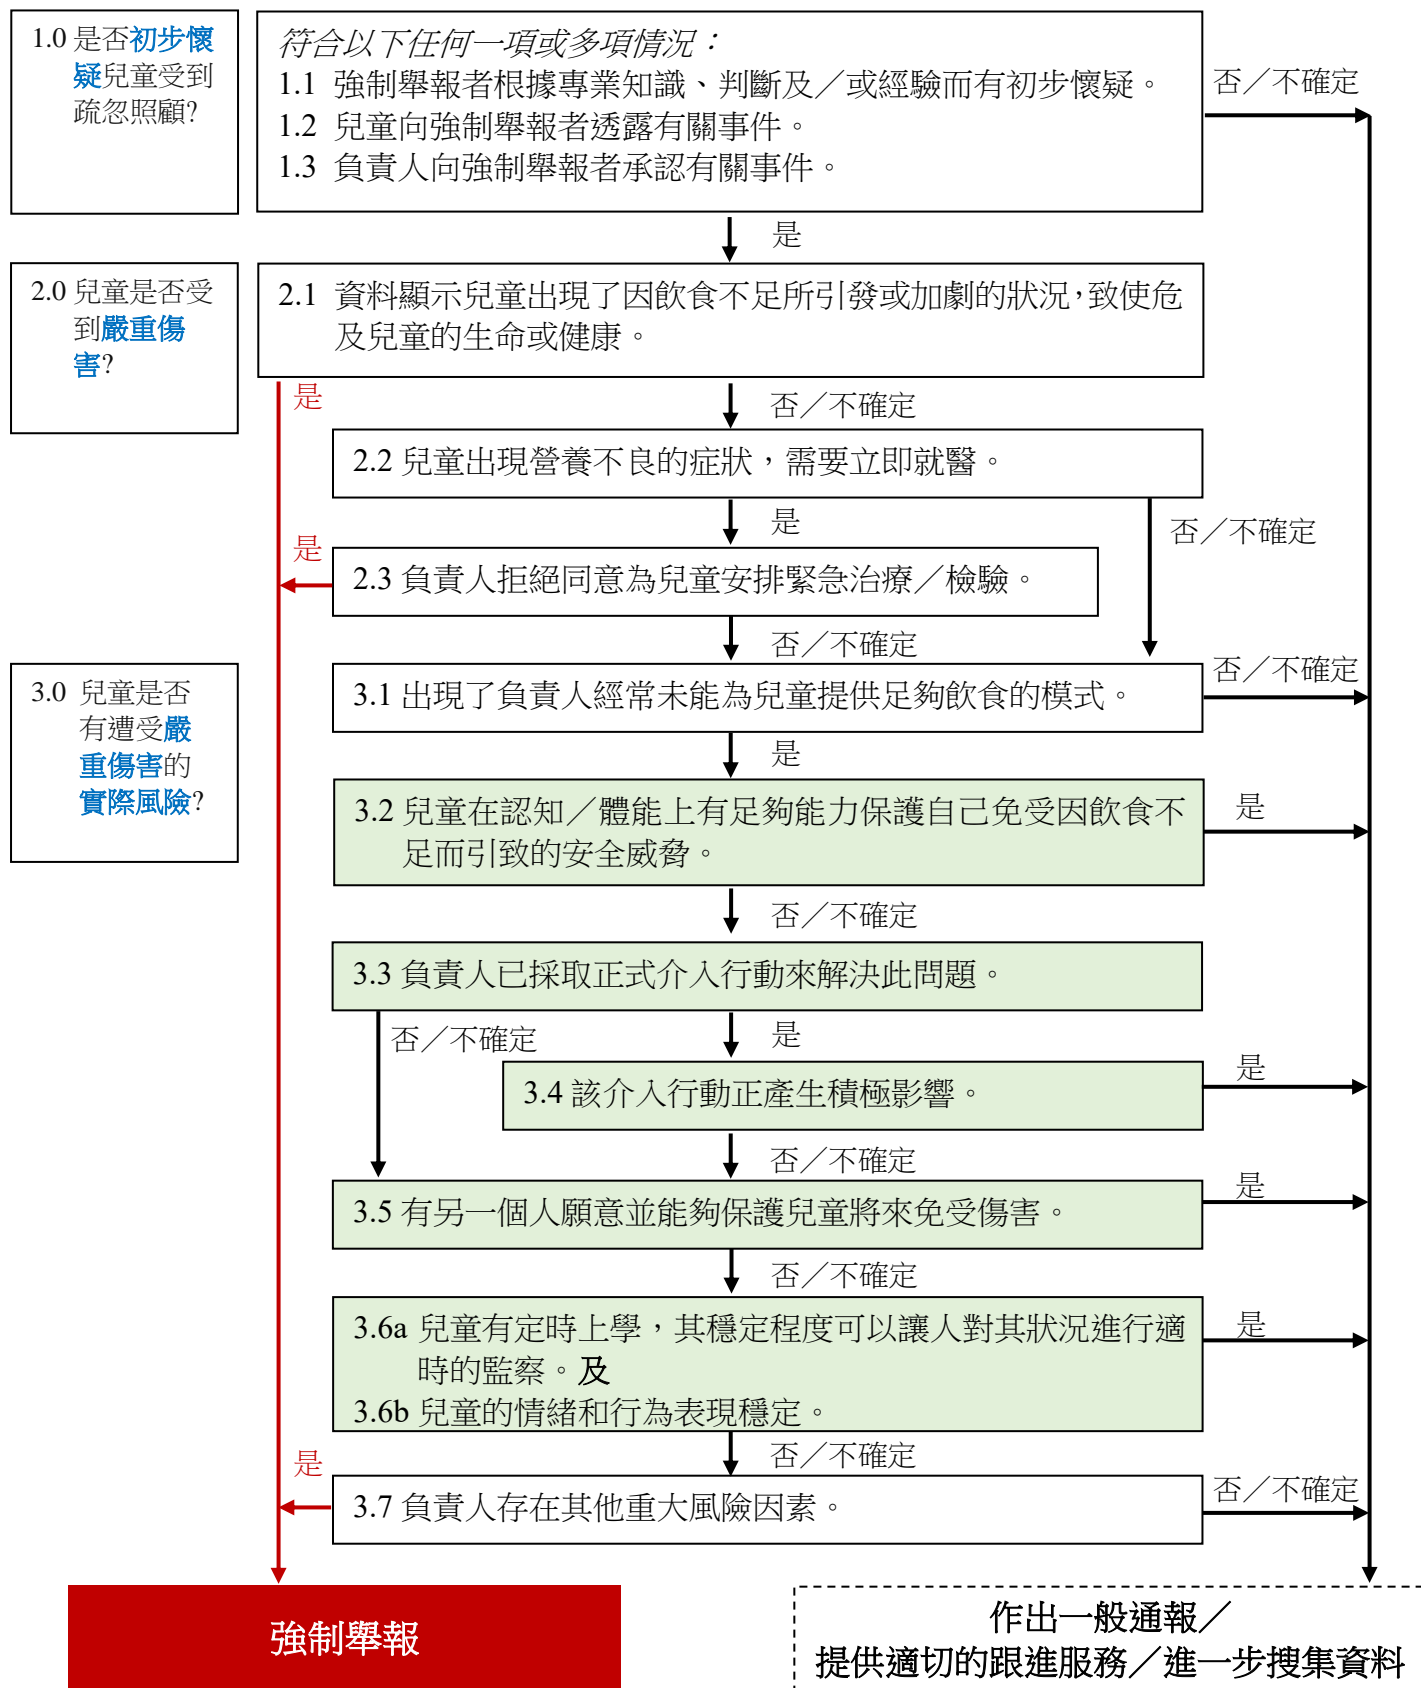 1.0 是否初步懷
疑兒童受到
疏忽照顧?
符合以下任何一項或多項情況：
1.1 強制舉報者根據專業知識、判斷及／或經驗而有初步懷疑。
1.2 兒童向強制舉報者透露有關事件。
1.3 負責人向強制舉報者承認有關事件。
否／不確定
是
2.0 兒童是否受
到嚴重傷
害?
2.1 資料顯示兒童出現了因飲食不足所引發或加劇的狀況，致使危
及兒童的生命或健康。
是
否／不確定
2.2 兒童出現營養不良的症狀，需要立即就醫。
是
否／不確定
是
2.3 負責人拒絕同意為兒童安排緊急治療／檢驗。
否／不確定
3.0 兒童是否
有遭受嚴
重傷害的
實際風險?
3.1 出現了負責人經常未能為兒童提供足夠飲食的模式。
否／不確定
是
3.2 兒童在認知／體能上有足夠能力保護自己免受因飲食不
足而引致的安全威脅。
是
否／不確定
3.3 負責人已採取正式介入行動來解決此問題。
否／不確定
是
3.4 該介入行動正產生積極影響。
是
否／不確定
3.5 有另一個人願意並能夠保護兒童將來免受傷害。
是
否／不確定
3.6a 兒童有定時上學，其穩定程度可以讓人對其狀況進行適
時的監察。及
3.6b 兒童的情緒和行為表現穩定。
是
否／不確定
是
3.7 負責人存在其他重大風險因素。
否／不確定
強制舉報
作出一般通報／
提供適切的跟進服務／進一步搜集資料